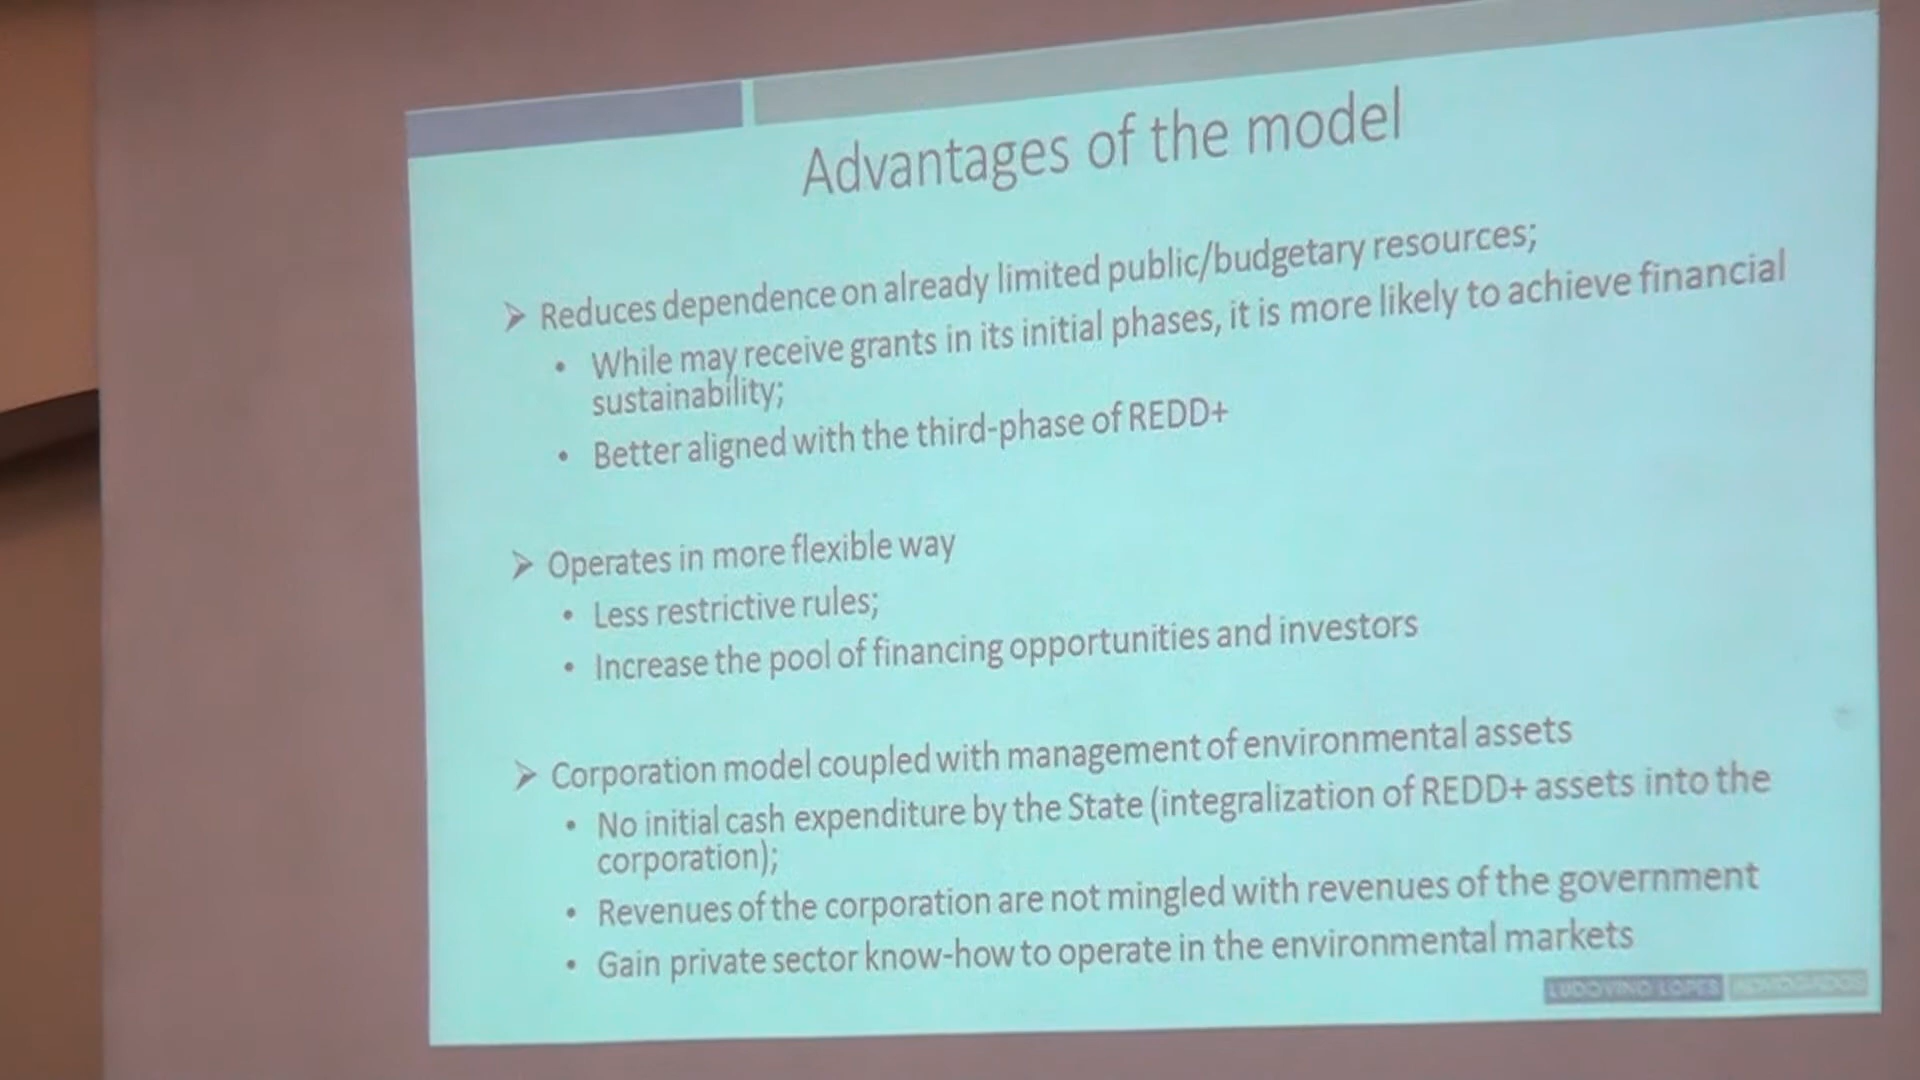 Advantages of the model
➢ Reduces dependence on already limited public/budgetary resources;
• While may receive grants in its initial phases, it is more likely to achieve financial
sustainability;
• Better aligned with the third-phase of REDD+
➢ Operates in more flexible way
• Less restrictive rules;
• Increase the pool of financing opportunities and investors
➢ Corporation model coupled with management of environmental assets
• No initial cash expenditure by the State (integralization of REDD+ assets into the
corporation);
• Revenues of the corporation are not mingled with revenues of the government
• Gain private sector know-how to operate in the environmental markets
LUDOVINO LOPES ADVOGADOS